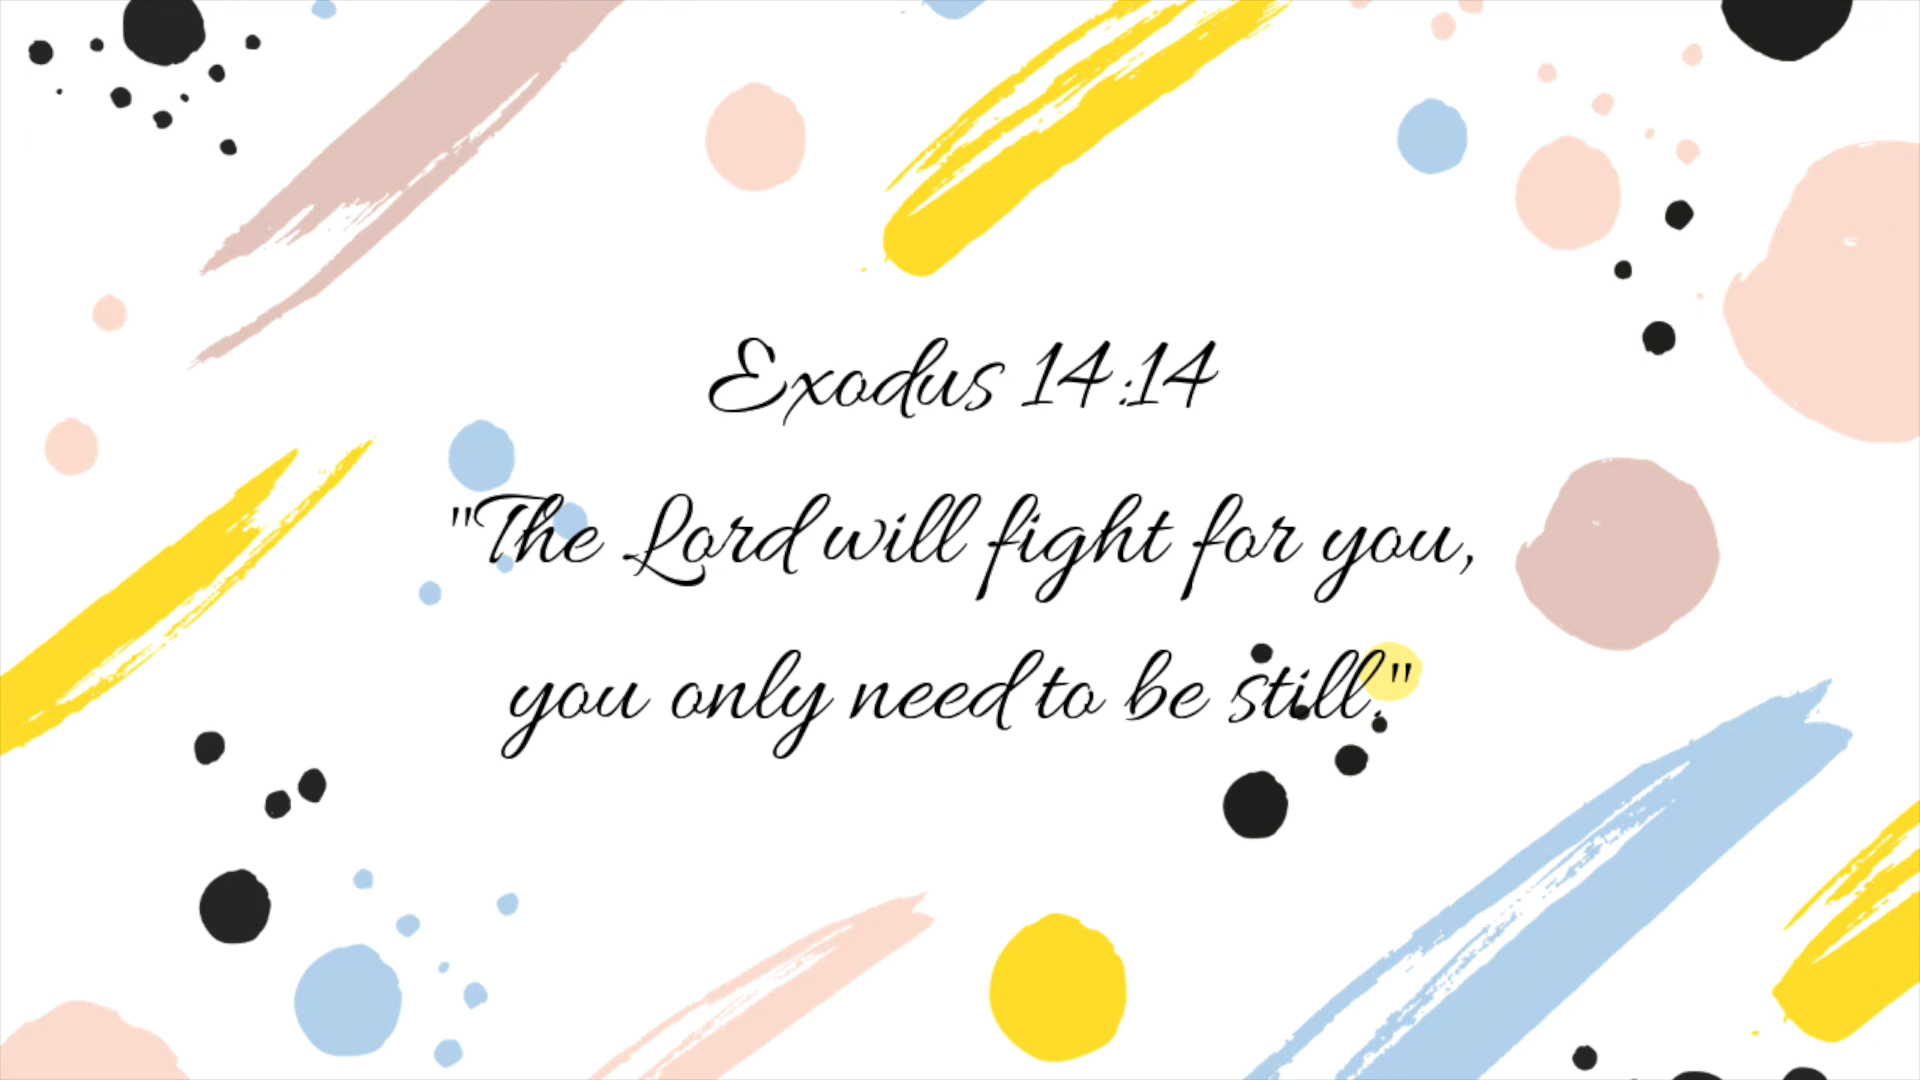 Exodus 14:14
"The Lord will fight for you,
you only need to be still."